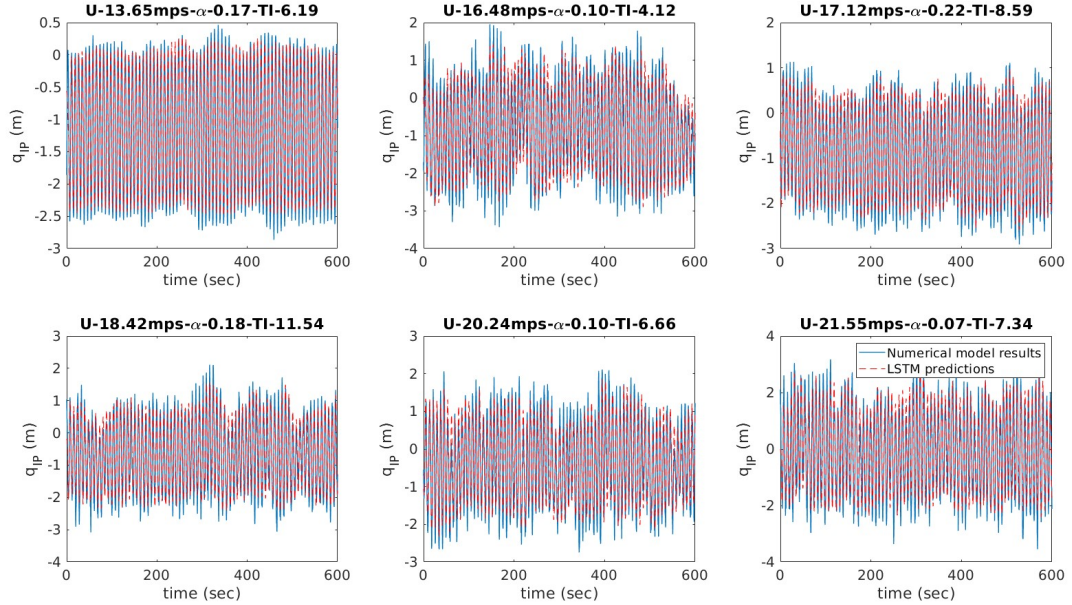 U-13.65mps-α-0.17-TI-6.19
0.5
0
-0.5
-1
-1.5
-2
-2.5
-3
q_IP (m)
0 200 400 600
time (sec)
U-16.48mps-α-0.10-TI-4.12
2
1
0
-1
-2
-3
-4
q_IP (m)
0 200 400 600
time (sec)
U-17.12mps-α-0.22-TI-8.59
2
1
0
-1
-2
-3
q_IP (m)
0 200 400 600
time (sec)
U-18.42mps-α-0.18-TI-11.54
3
2
1
0
-1
-2
-3
-4
q_IP (m)
0 200 400 600
time (sec)
U-20.24mps-α-0.10-TI-6.66
3
2
1
0
-1
-2
-3
q_IP (m)
0 200 400 600
time (sec)
U-21.55mps-α-0.07-TI-7.34
Numerical model results
LSTM predictions
4
2
0
-2
-4
q_IP (m)
0 200 400 600
time (sec)